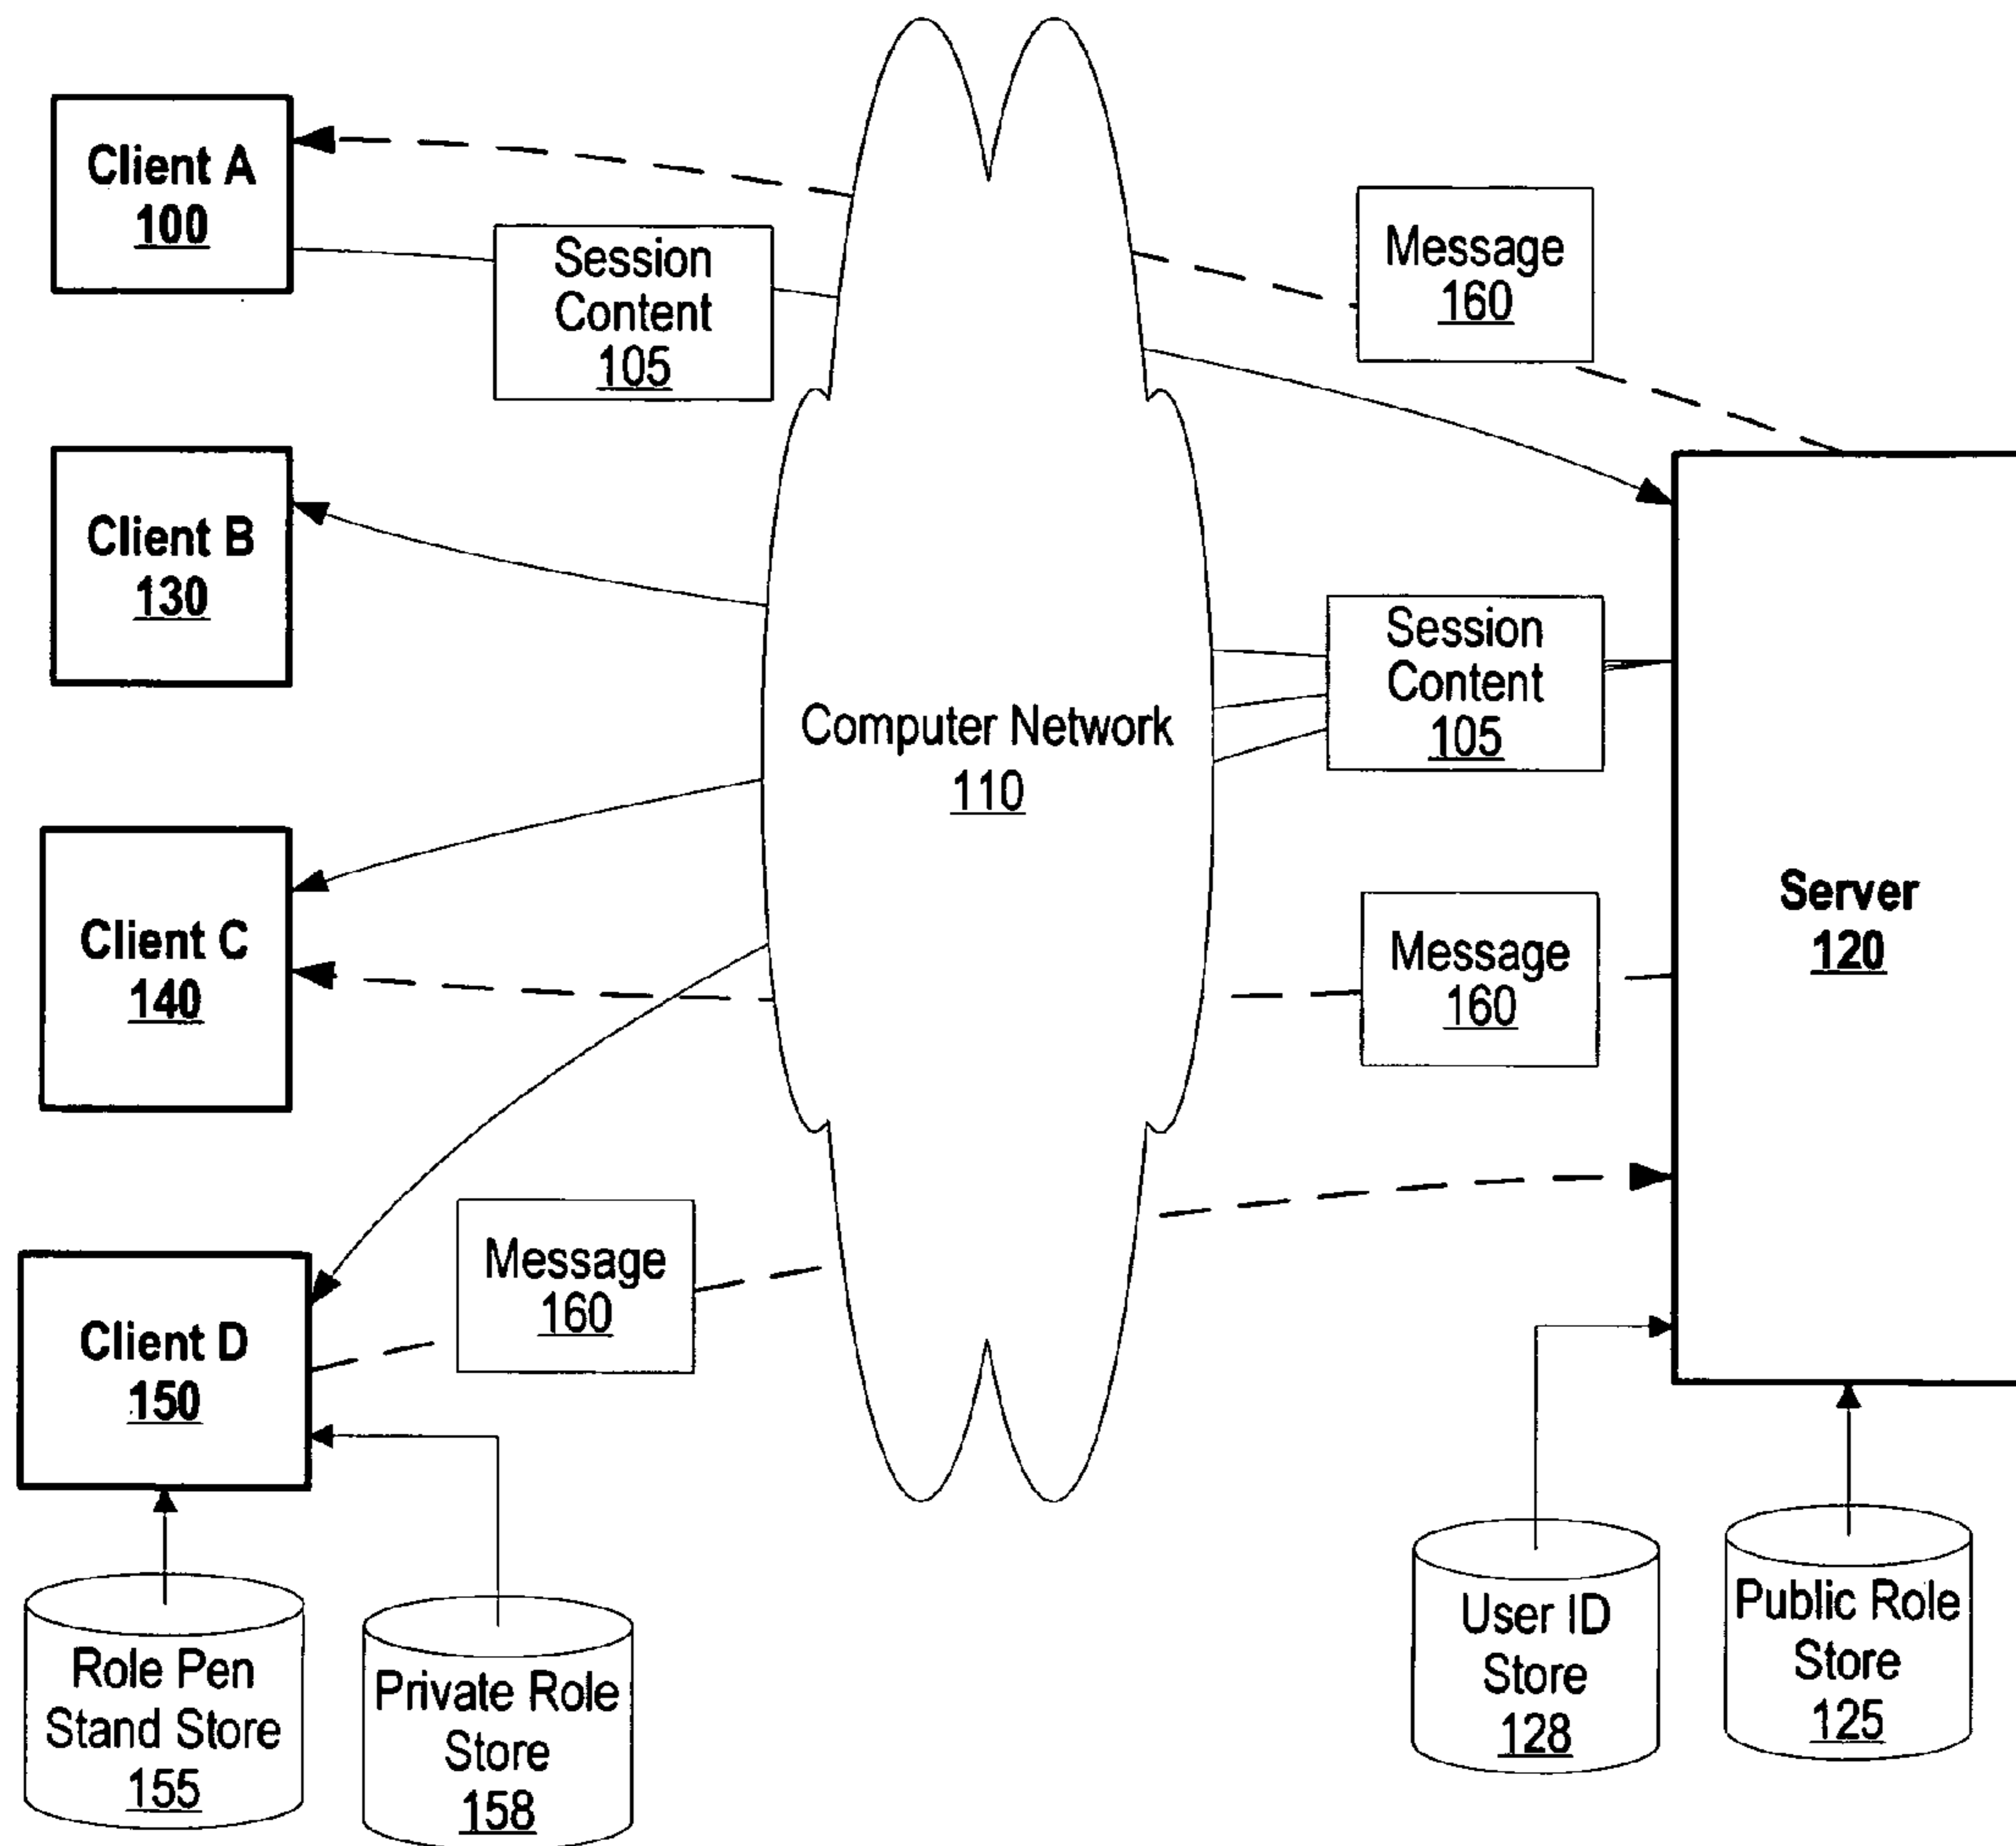 Client A
100
Session
Content
105
Message
160
Client B
130
Session
Content
105
Computer Network
110
Client C
140
Message
160
Server
120
Message
160
Client D
150
Role Pen
Stand Store
155
Private Role
Store
158
User ID
Store
128
Public Role
Store
125